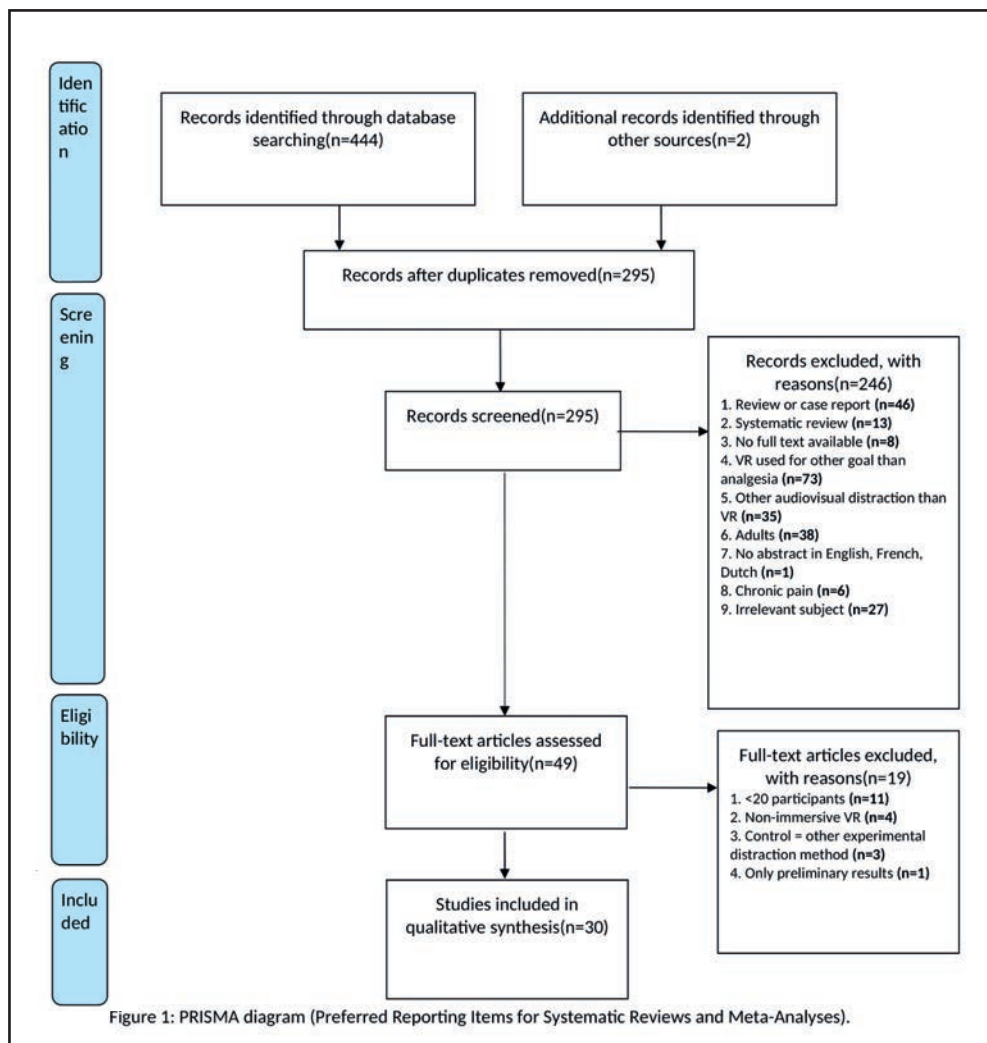 Iden
tific
atio
n
Records identified through database
searching(n=444)
Additional records identified through
other sources(n=2)
Records after duplicates removed(n=295)
Scre
enin
g
Records screened(n=295)
Records excluded, with
reasons(n=246)
1. Review or case report (n=46)
2. Systematic review (n=13)
3. No full text available (n=8)
4. VR used for other goal than
analgesia (n=73)
5. Other audiovisual distraction than
VR (n=35)
6. Adults (n=38)
7. No abstract in English, French,
Dutch (n=1)
8. Chronic pain (n=6)
9. Irrelevant subject (n=27)
Eligi
bility
Full-text articles assessed
for eligibility(n=49)
Full-text articles excluded,
with reasons(n=19)
1. <20 participants (n=11)
2. Non-immersive VR (n=4)
3. Control = other experimental
distraction method (n=3)
4. Only preliminary results (n=1)
Inclu
ded
Studies included in
qualitative synthesis(n=30)
Figure 1: PRISMA diagram (Preferred Reporting Items for Systematic Reviews and Meta-Analyses).